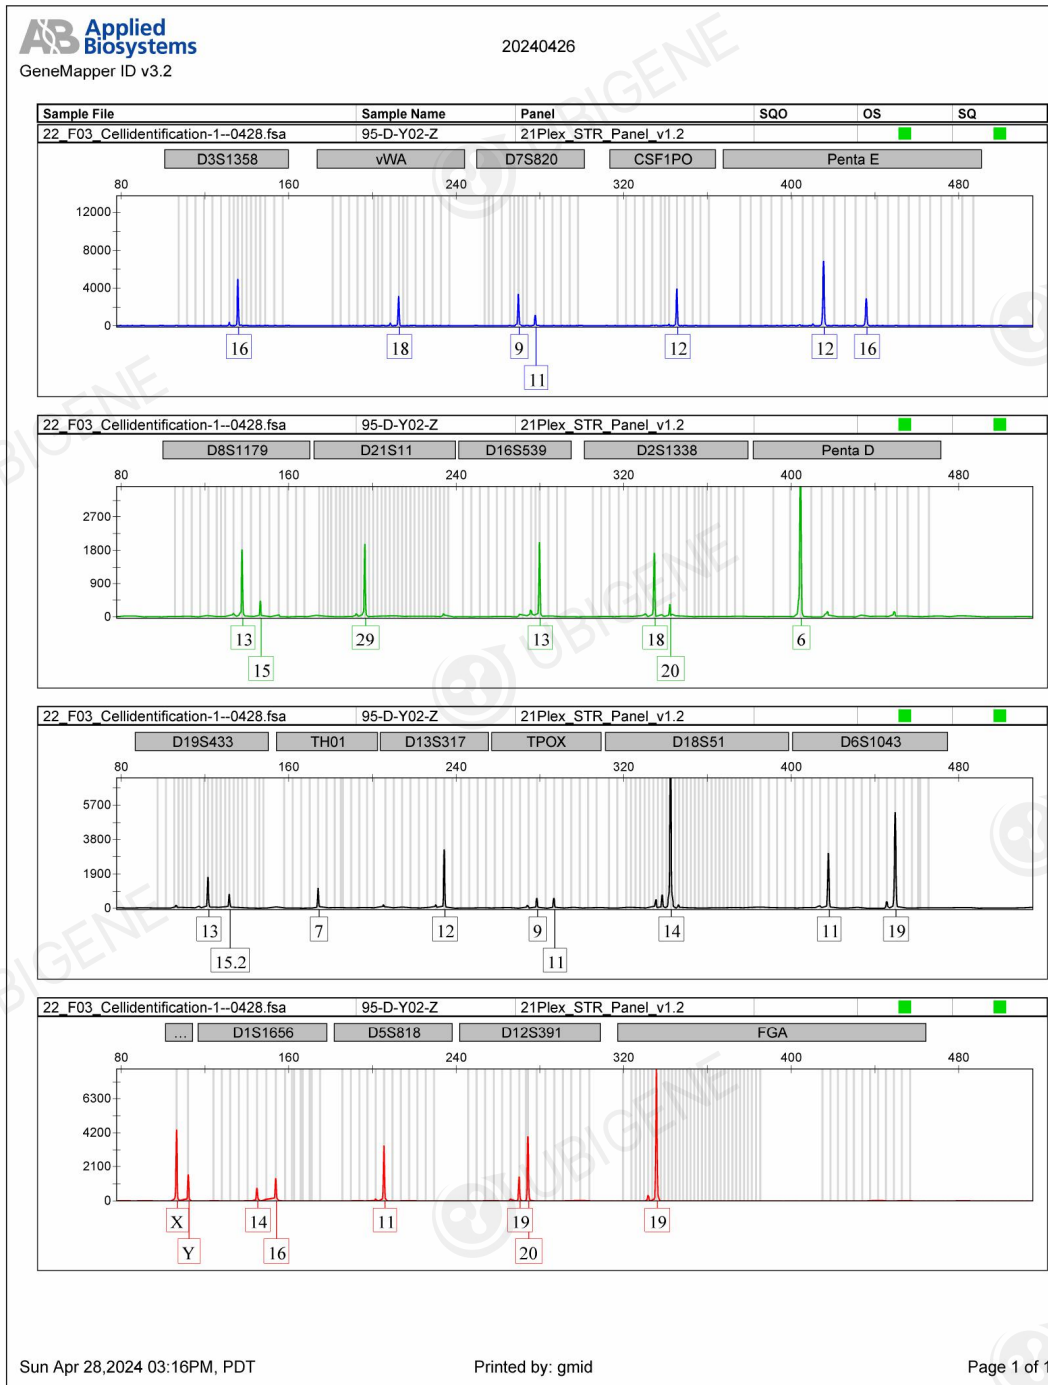 AB Applied Biosystems
GeneMapper ID v3.2
20240426
Sample File Sample Name Panel SQO OS SQ
22_F03_Cellidentification-1--0428.fsa 95-D-Y02-Z 21Plex_STR_Panel_v1.2
D3S1358 vWA D7S820 CSF1PO Penta E
80 160 240 320 400 480
12000
8000
4000
0
16 18 9 12 12 16
11
22_F03_Cellidentification-1--0428.fsa 95-D-Y02-Z 21Plex_STR_Panel_v1.2
D8S1179 D21S11 D16S539 D2S1338 Penta D
80 160 240 320 400 480
2700
1800
900
0
13 29 13 18 6
15 20
22_F03_Cellidentification-1--0428.fsa 95-D-Y02-Z 21Plex_STR_Panel_v1.2
D19S433 TH01 D13S317 TPOX D18S51 D6S1043
80 160 240 320 400 480
5700
3800
1900
0
13 7 12 9 14 11 19
15.2 11
22_F03_Cellidentification-1--0428.fsa 95-D-Y02-Z 21Plex_STR_Panel_v1.2
... D1S1656 D5S818 D12S391 FGA
80 160 240 320 400 480
6300
4200
2100
0
X 14 11 19 19
Y 16 20
Sun Apr 28,2024 03:16PM, PDT Printed by: gmid Page 1 of 1
UBIGENE
UBIGENE
UBIGENE
UBIGENE
UBIGENE